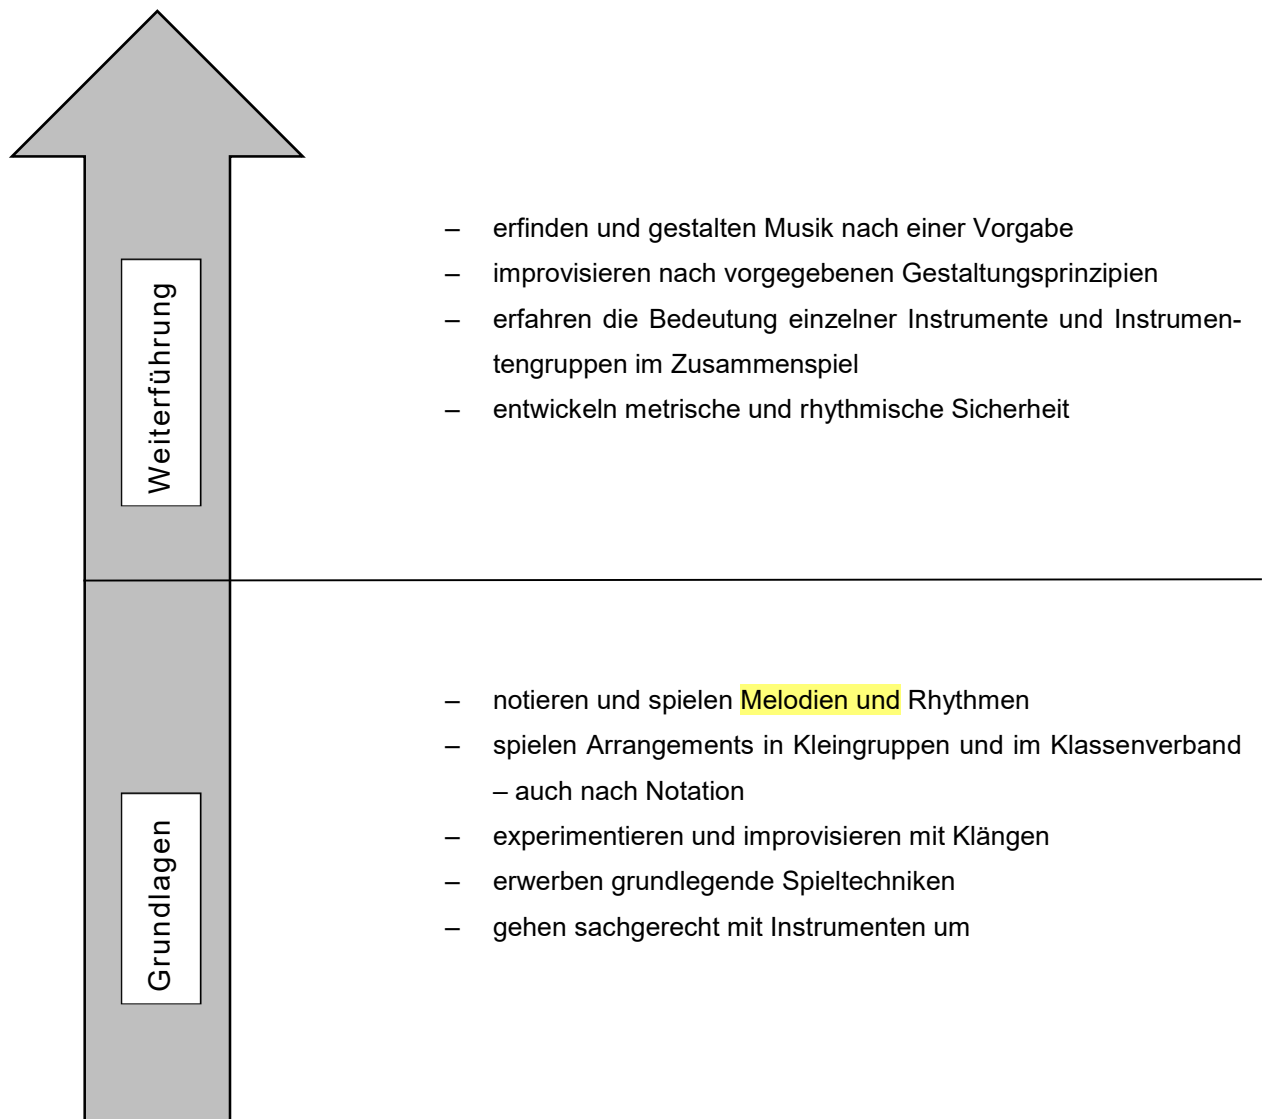 Weiterführung
– erfinden und gestalten Musik nach einer Vorgabe
– improvisieren nach vorgegebenen Gestaltungsprinzipien
– erfahren die Bedeutung einzelner Instrumente und Instrumen-
tengruppen im Zusammenspiel
– entwickeln metrische und rhythmische Sicherheit
Grundlagen
– notieren und spielen Melodien und Rhythmen
– spielen Arrangements in Kleingruppen und im Klassenverband
– auch nach Notation
– experimentieren und improvisieren mit Klängen
– erwerben grundlegende Spieltechniken
– gehen sachgerecht mit Instrumenten um